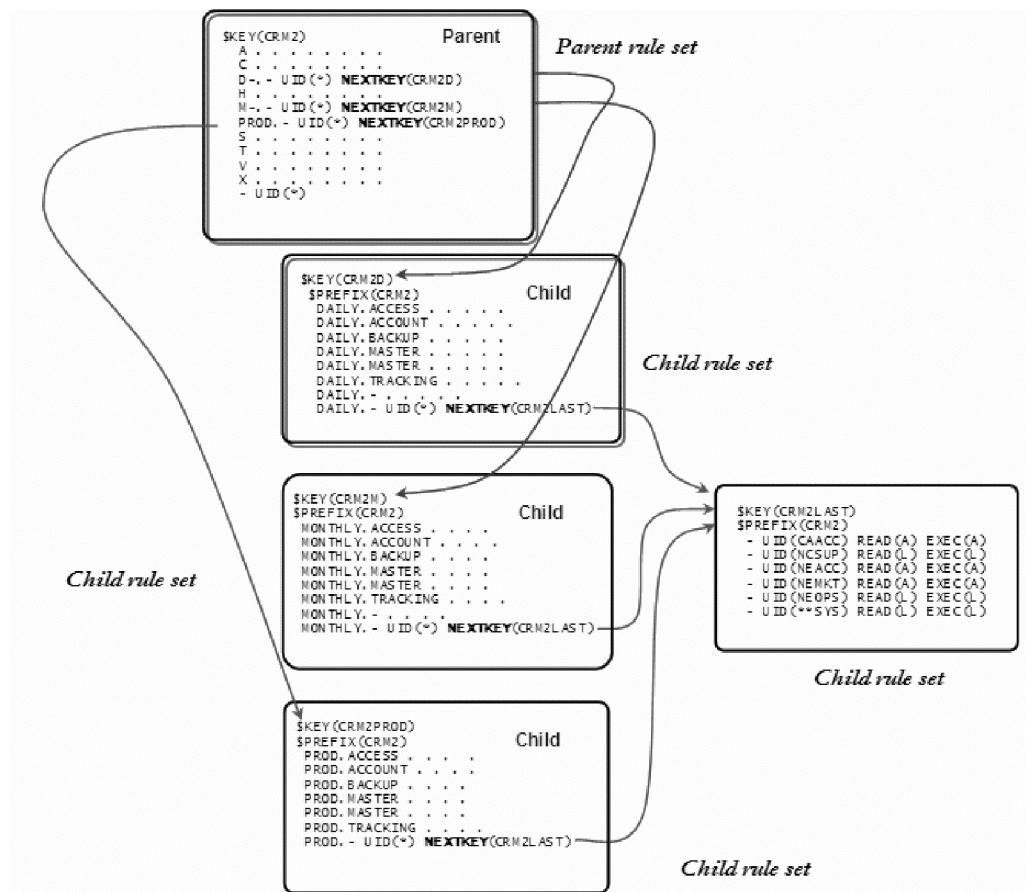 $KEY(CRM2)
Parent
A . . . . . . . .
C . . . . . . . .
D-.- UID(*) NEXTKEY(CRM2D)
H . . . . . . . .
M-.- UID(*) NEXTKEY(CRM2M)
PROD.- UID(*) NEXTKEY(CRM2PROD)
S . . . . . . . .
T . . . . . . . .
V . . . . . . . .
X . . . . . . . .
- UID(*)
Parent rule set
$KEY(CRM2D)
$PREFIX(CRM2)
Child
DAILY.ACCESS . . . . .
DAILY.ACCOUNT . . . . .
DAILY.BACKUP . . . . .
DAILY.MASTER . . . . .
DAILY.MASTER . . . . .
DAILY.TRACKING . . . . .
DAILY.- . . . . .
DAILY.- UID(*) NEXTKEY(CRM2LAST)
Child rule set
$KEY(CRM2M)
$PREFIX(CRM2)
Child
MONTHLY.ACCESS . . . .
MONTHLY.ACCOUNT . . . .
MONTHLY.BACKUP . . . .
MONTHLY.MASTER . . . .
MONTHLY.MASTER . . . .
MONTHLY.TRACKING . . . .
MONTHLY.- . . . .
MONTHLY.- UID(*) NEXTKEY(CRM2LAST)
Child rule set
$KEY(CRM2LAST)
$PREFIX(CRM2)
- UID(CAACC) READ(A) EXEC(A)
- UID(NCSUP) READ(L) EXEC(L)
- UID(NEACC) READ(A) EXEC(A)
- UID(NEMKT) READ(A) EXEC(A)
- UID(NEOPS) READ(L) EXEC(L)
- UID(**SYS) READ(L) EXEC(L)
Child rule set
$KEY(CRM2PROD)
$PREFIX(CRM2)
Child
PROD.ACCESS . . . .
PROD.ACCOUNT . . . .
PROD.BACKUP . . . .
PROD.MASTER . . . .
PROD.MASTER . . . .
PROD.TRACKING . . . .
PROD.- UID(*) NEXTKEY(CRM2LAST)
Child rule set